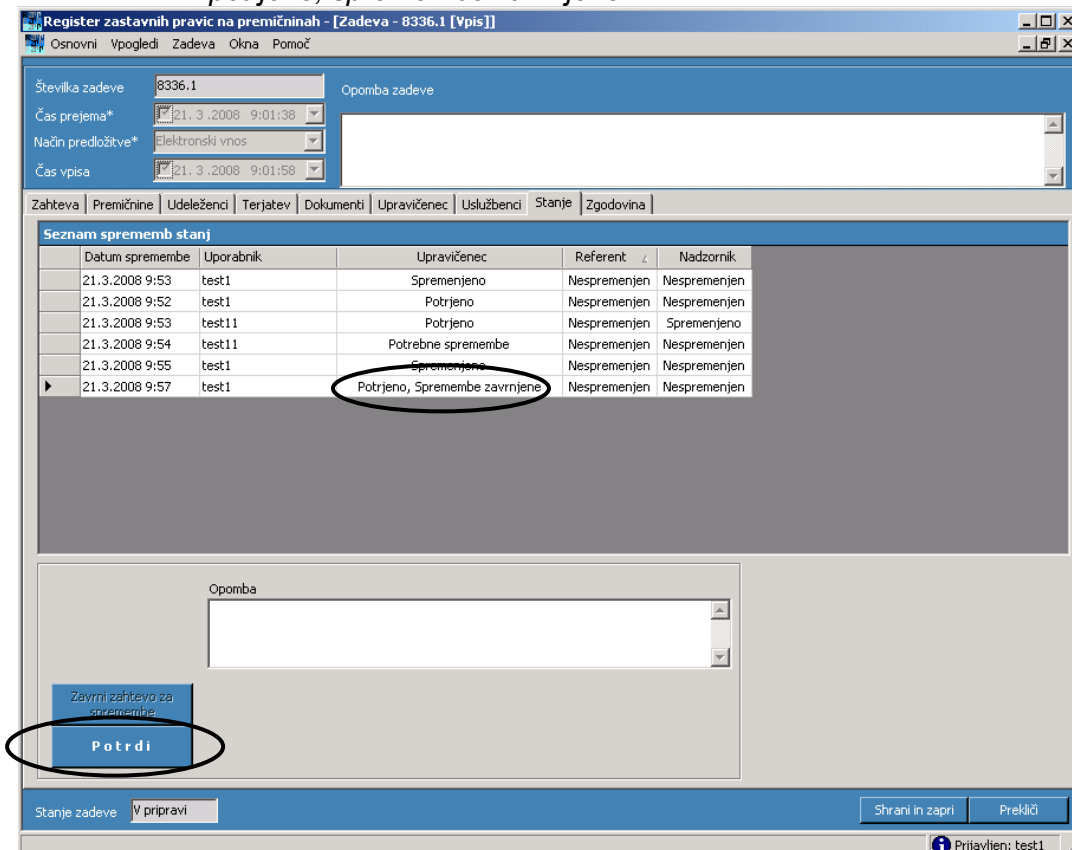 Register zastavnih pravic na premičninah - [Zadeva - 8336.1 [Vpis]]
Osnovni Vpogledi Zadeva Okna Pomoč
Številka zadeve 8336.1 Opomba zadeve
Čas prejema* 21. 3 .2008 9:01:38
Način predložitve* Elektronski vnos
Čas vpisa 21. 3 .2008 9:01:58
Zahteva Premičnine Udeleženci Terjatev Dokumenti Upravičenec Uslužbenci Stanje Zgodovina
Seznam sprememb stanj
Datum spremembe Uporabnik Upravičenec Referent Nadzornik
21.3.2008 9:53 test1 Spremenjeno Nespremenjen Nespremenjen
21.3.2008 9:52 test1 Potrjeno Nespremenjen Nespremenjen
21.3.2008 9:53 test11 Potrjeno Nespremenjen Spremenjeno
21.3.2008 9:54 test11 Potrebne spremembe Nespremenjen Nespremenjen
21.3.2008 9:55 test1 Spremenjeno Nespremenjen Nespremenjen
21.3.2008 9:57 test1 Potrjeno, Spremembe zavrnjene Nespremenjen Nespremenjen
Opomba
Zavrni zahtevo za
spremembe
Potrdi
Stanje zadeve V pripravi Shrani in zapri Prekliči
Prijavljen: test1